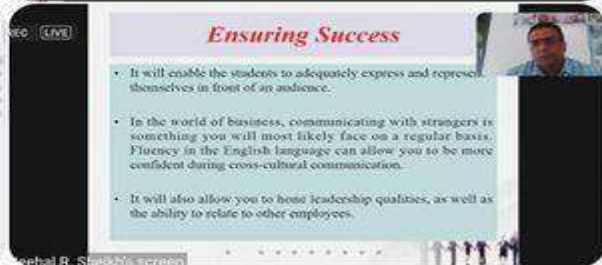 REC LIVE
Ensuring Success
• It will enable the students to adequately express and represent
themselves in front of an audience.
• In the world of business, communicating with strangers is
something you will most likely face on a regular basis.
Fluency in the English language can allow you to be more
confident during cross-cultural communication.
• It will also allow you to hone leadership qualities, as well as
the ability to relate to other employees.
R. Sheikh's screen